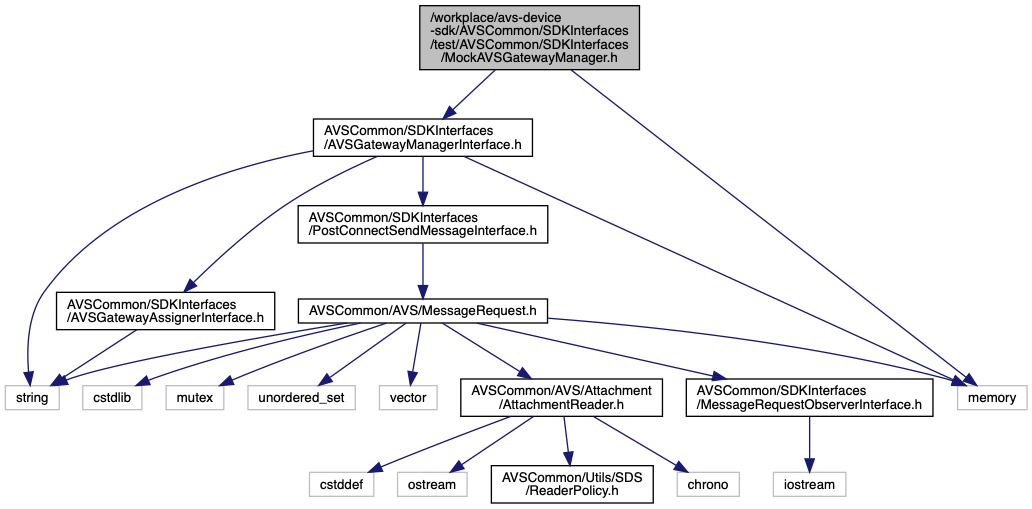 /workplace/avs-device
-sdk/AVSCommon/SDKInterfaces
/test/AVSCommon/SDKInterfaces
/MockAVSGatewayManager.h
AVSCommon/SDKInterfaces
/AVSGatewayManagerInterface.h
AVSCommon/SDKInterfaces
/PostConnectSendMessageInterface.h
AVSCommon/SDKInterfaces
/AVSGatewayAssignerInterface.h
AVSCommon/AVS/MessageRequest.h
string
cstdlib
mutex
unordered_set
vector
AVSCommon/AVS/Attachment
/AttachmentReader.h
AVSCommon/SDKInterfaces
/MessageRequestObserverInterface.h
memory
cstddef
ostream
AVSCommon/Utils/SDS
/ReaderPolicy.h
chrono
iostream